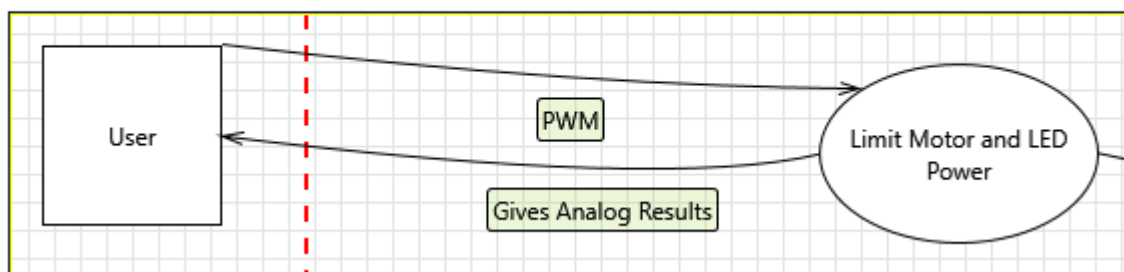 User
PWM
Limit Motor and LED
Power
Gives Analog Results